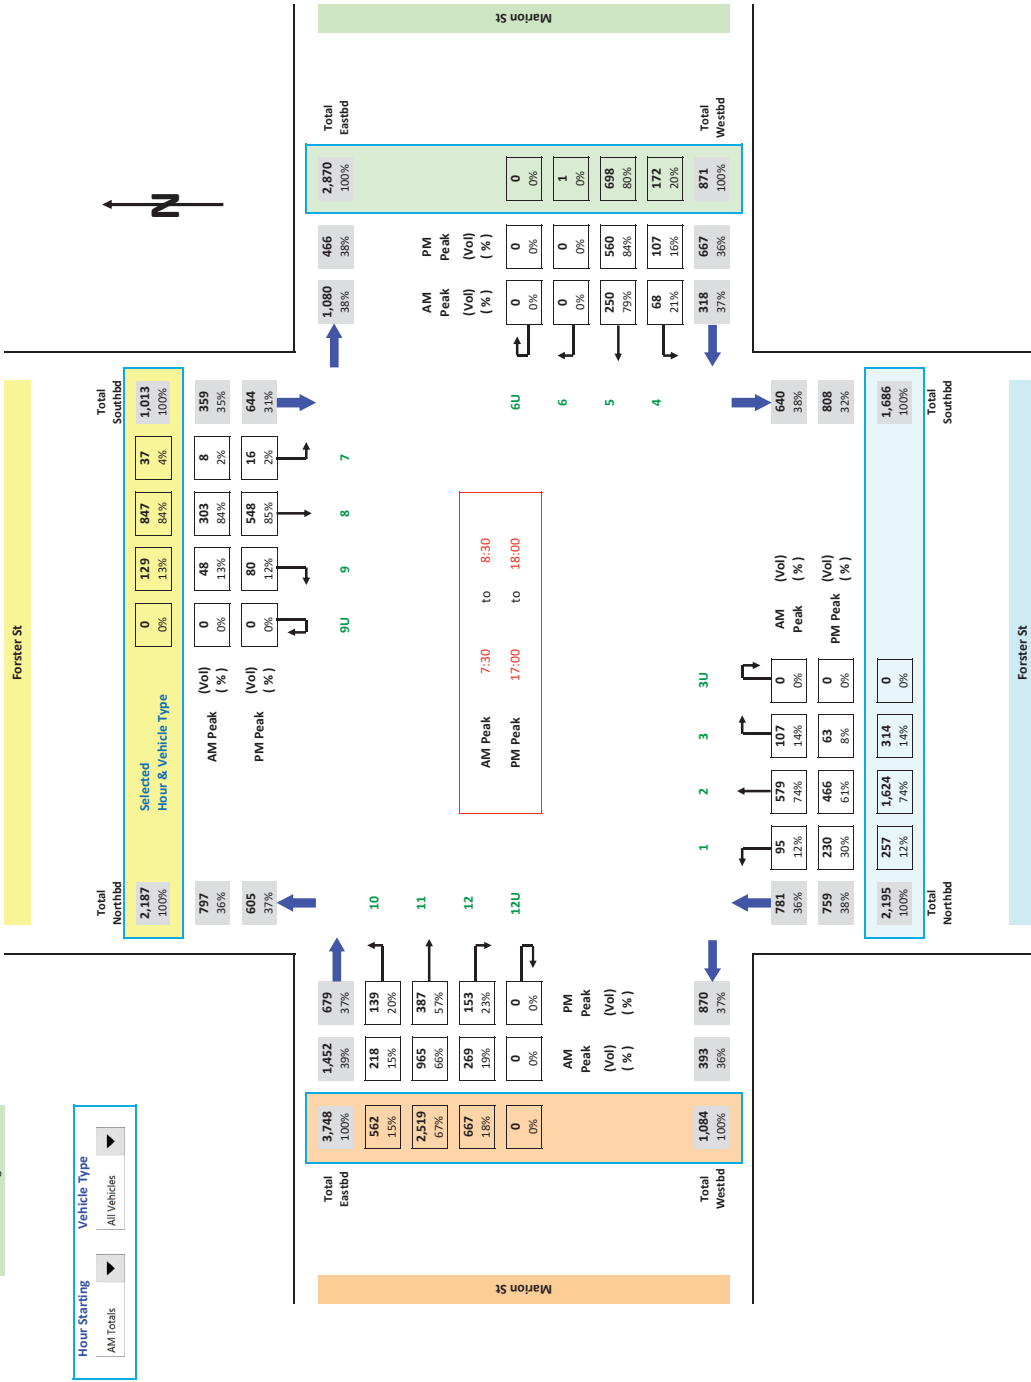 Forster St
Total
Northbd
Total
Southbd
2,187
100%
Selected
Hour & Vehicle Type
0
0%
129
13%
847
84%
37
4%
1,013
100%
797
36%
AM Peak
(Vol)
( % )
0
0%
48
13%
303
84%
8
2%
359
35%
605
37%
PM Peak
(Vol)
( % )
0
0%
80
12%
548
85%
16
2%
644
31%
9U
9
8
7
Hour Starting
Vehicle Type
AM Totals
All Vehicles
N
Marion St
Total
Eastbd
3,748
100%
1,452
39%
679
37%
562
15%
218
15%
139
20%
10
2,519
67%
965
66%
387
57%
11
667
18%
269
19%
153
23%
12
0
0%
0
0%
0
0%
12U
AM
Peak
(Vol)
( % )
PM
Peak
(Vol)
( % )
Total
Westbd
1,084
100%
393
36%
870
37%
AM Peak
7:30
to
8:30
PM Peak
17:00
to
18:00
1,080
38%
466
38%
2,870
100%
Total
Eastbd
AM
Peak
(Vol)
( % )
PM
Peak
(Vol)
( % )
6U
0
0%
0
0%
0
0%
6
0
0%
0
0%
1
0%
5
250
79%
560
84%
698
80%
4
68
21%
107
16%
172
20%
318
37%
667
36%
871
100%
Total
Westbd
Marion St
1
2
3
3U
781
36%
95
12%
579
74%
107
14%
0
0%
AM
Peak
(Vol)
( % )
640
38%
759
38%
230
30%
466
61%
63
8%
0
0%
PM Peak
(Vol)
( % )
808
32%
2,195
100%
257
12%
1,624
74%
314
14%
0
0%
1,686
100%
Total
Northbd
Total
Southbd
Forster St